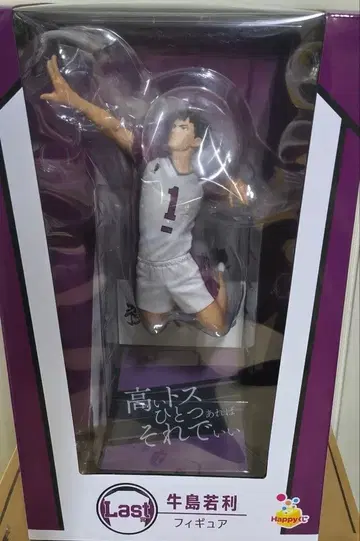 1
高いトス
ひとつあれば
それでいい
Last
牛島若利
フィギュア
Happyくじ